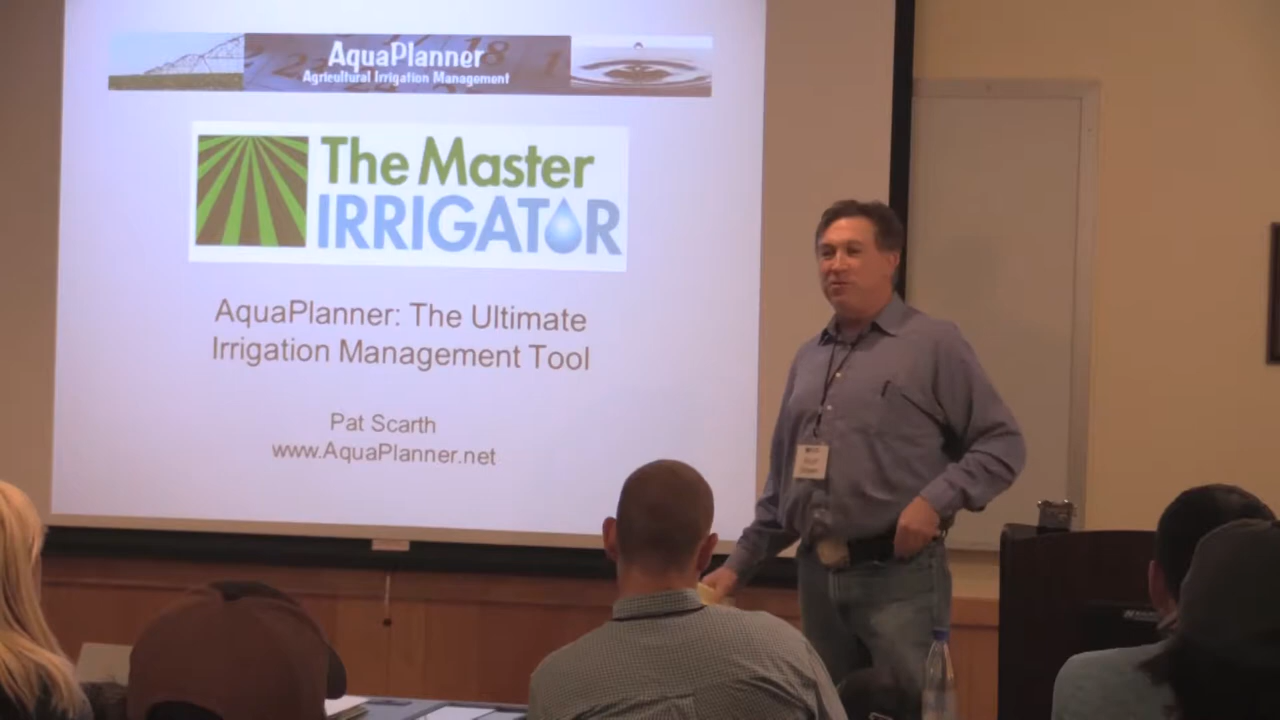 AquaPlanner
Agricultural Irrigation Management
The Master
IRRIGATOR
AquaPlanner: The Ultimate
Irrigation Management Tool
Pat Scarth
www.AquaPlanner.net